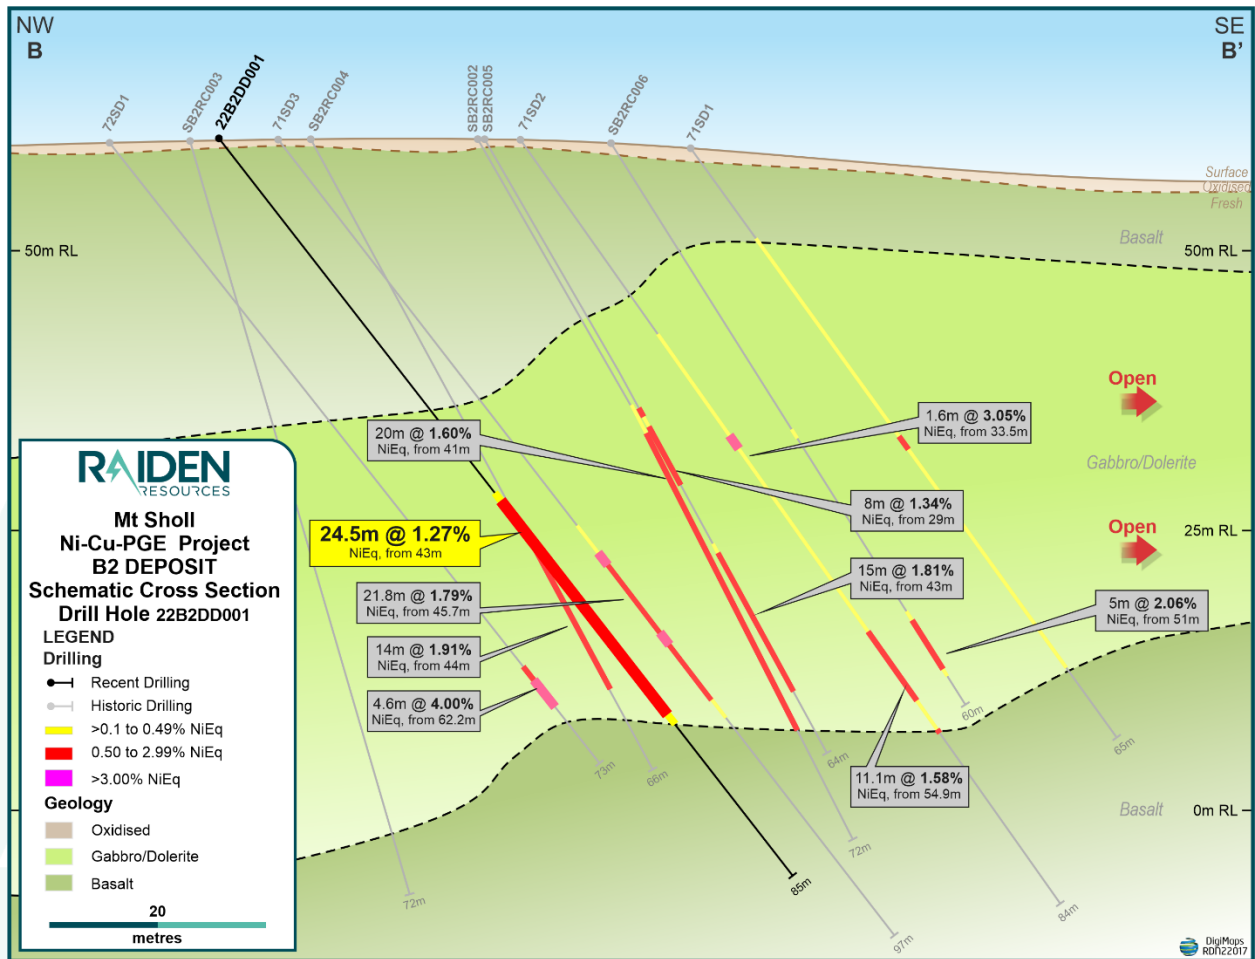 NW
B
SE
B'
72SD1
SB2RC003
22B2DD001
71SD3
SB2RC004
SB2RC002
SB2RC005
71SD2
SB2RC006
71SD1
Surface
Oxidised
Fresh
Basalt
50m RL
50m RL
Open
Gabbro/Dolerite
Open
25m RL
Basalt
0m RL
20m @ 1.60%
NiEq, from 41m
1.6m @ 3.05%
NiEq, from 33.5m
8m @ 1.34%
NiEq, from 29m
24.5m @ 1.27%
NiEq, from 43m
15m @ 1.81%
NiEq, from 43m
21.8m @ 1.79%
NiEq, from 45.7m
5m @ 2.06%
NiEq, from 51m
14m @ 1.91%
NiEq, from 44m
4.6m @ 4.00%
NiEq, from 62.2m
11.1m @ 1.58%
NiEq, from 54.9m
60m
65m
64m
73m
66m
72m
85m
72m
84m
97m
RAIDEN
RESOURCES
Mt Sholl
Ni-Cu-PGE Project
B2 DEPOSIT
Schematic Cross Section
Drill Hole 22B2DD001
LEGEND
Drilling
Recent Drilling
Historic Drilling
>0.1 to 0.49% NiEq
0.50 to 2.99% NiEq
>3.00% NiEq
Geology
Oxidised
Gabbro/Dolerite
Basalt
20
metres
DigiMaps
RDN22017